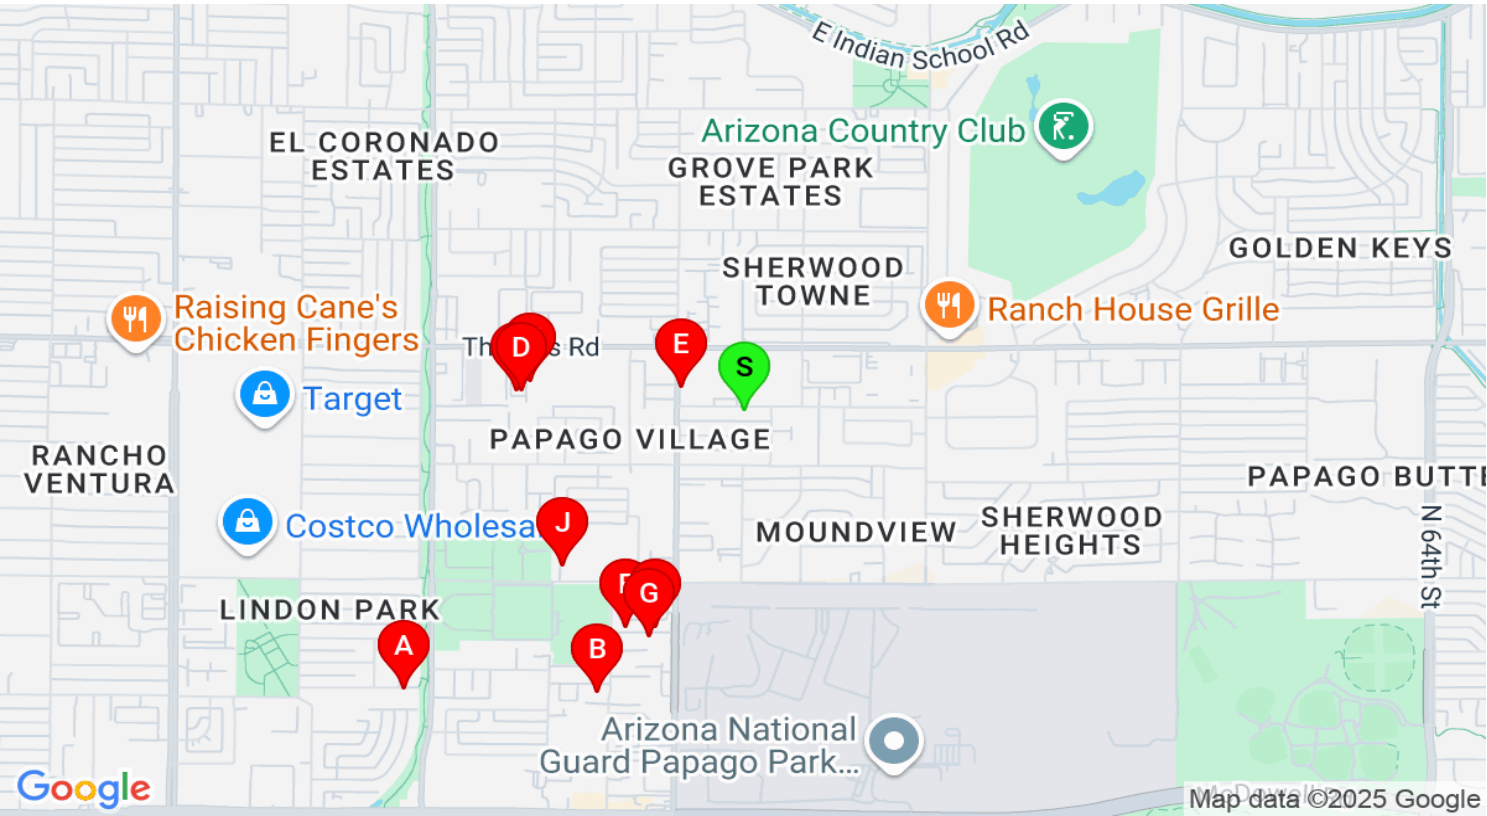 E Indian School Rd
Arizona Country Club
EL CORONADO
ESTATES
GROVE PARK
ESTATES
GOLDEN KEYS
SHERWOOD
TOWNE
Raising Cane's
Chicken Fingers
Ranch House Grille
D
Rd
E
S
Target
PAPAGO VILLAGE
RANCHO
VENTURA
PAPAGO BUTTE
Costco
J
MOUNDVIEW
SHERWOOD
HEIGHTS
N 64th St
LINDON PARK
G
A
B
Arizona National
Guard Papago Park...
Google
Map data ©2025 Google